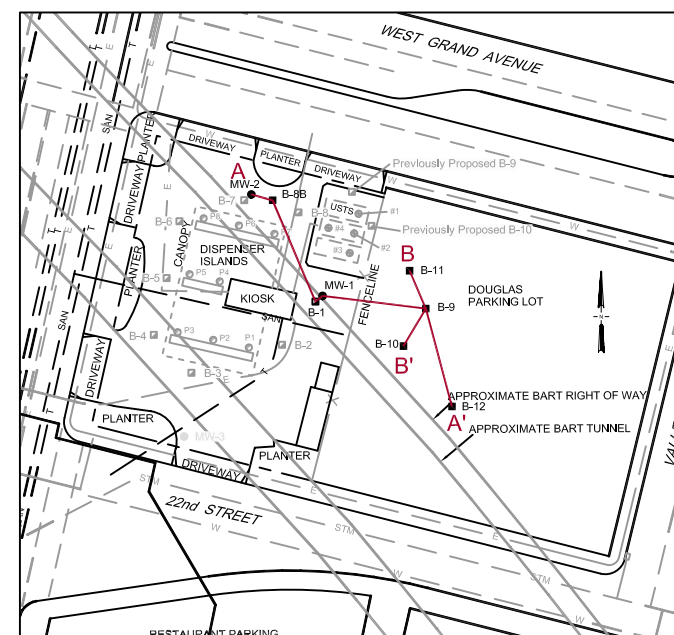 WEST GRAND AVENUE
SAN
T
T
E
PLANTER
DRIVEWAY
W
PLANTER
DRIVEWAY
W
Previously Proposed B-9
A
MW-2
B-8B
B-7
B-8
USTS
#1
#4
#2
#3
Previously Proposed B-10
DRIVEWAY
B-6
P6
P6
CANOPY
DISPENSER
ISLANDS
B
B-11
PLANTER
B-5
P5
P4
DOUGLAS
PARKING LOT
KIOSK
MW-1
B-1
B-9
N
SAN
SAN
FENCELINE
B-4
P3
P2
P1
B-2
B-10
B'
DRIVEWAY
B-3
E
T
APPROXIMATE BART RIGHT OF WAY
B-12
A'
PLANTER
APPROXIMATE BART TUNNEL
MW-3
PLANTER
DRIVEWAY
STM
W
22nd STREET
E
STM
W
E
STM
W
RESTAURANT PARKING